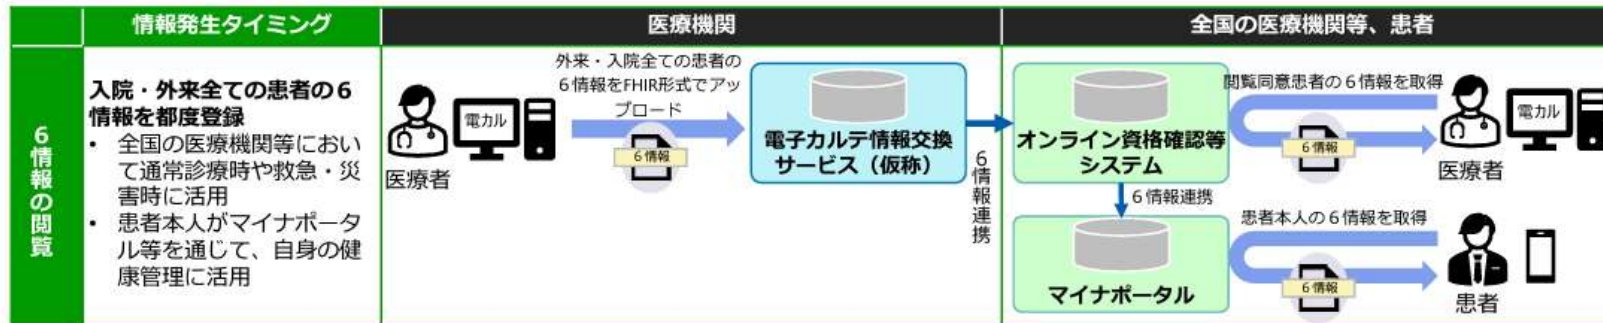 情報発生タイミング
医療機関
全国の医療機関等、患者
6情報の閲覧
入院・外来全ての患者の6
情報を都度登録
• 全国の医療機関等におい
て通常診療時や救急・災
害時に活用
• 患者本人がマイナポータ
ル等を通じて、自身の健
康管理に活用
電カル
医療者
外来・入院全ての患者の
6情報をFHIR形式でアッ
プロード
6情報
電子カルテ情報交換
サービス（仮称）
6情報連携
オンライン資格確認等
システム
6情報連携
マイナポータル
閲覧同意患者の6情報を取得
6情報
電カル
医療者
患者本人の6情報を取得
6情報
患者